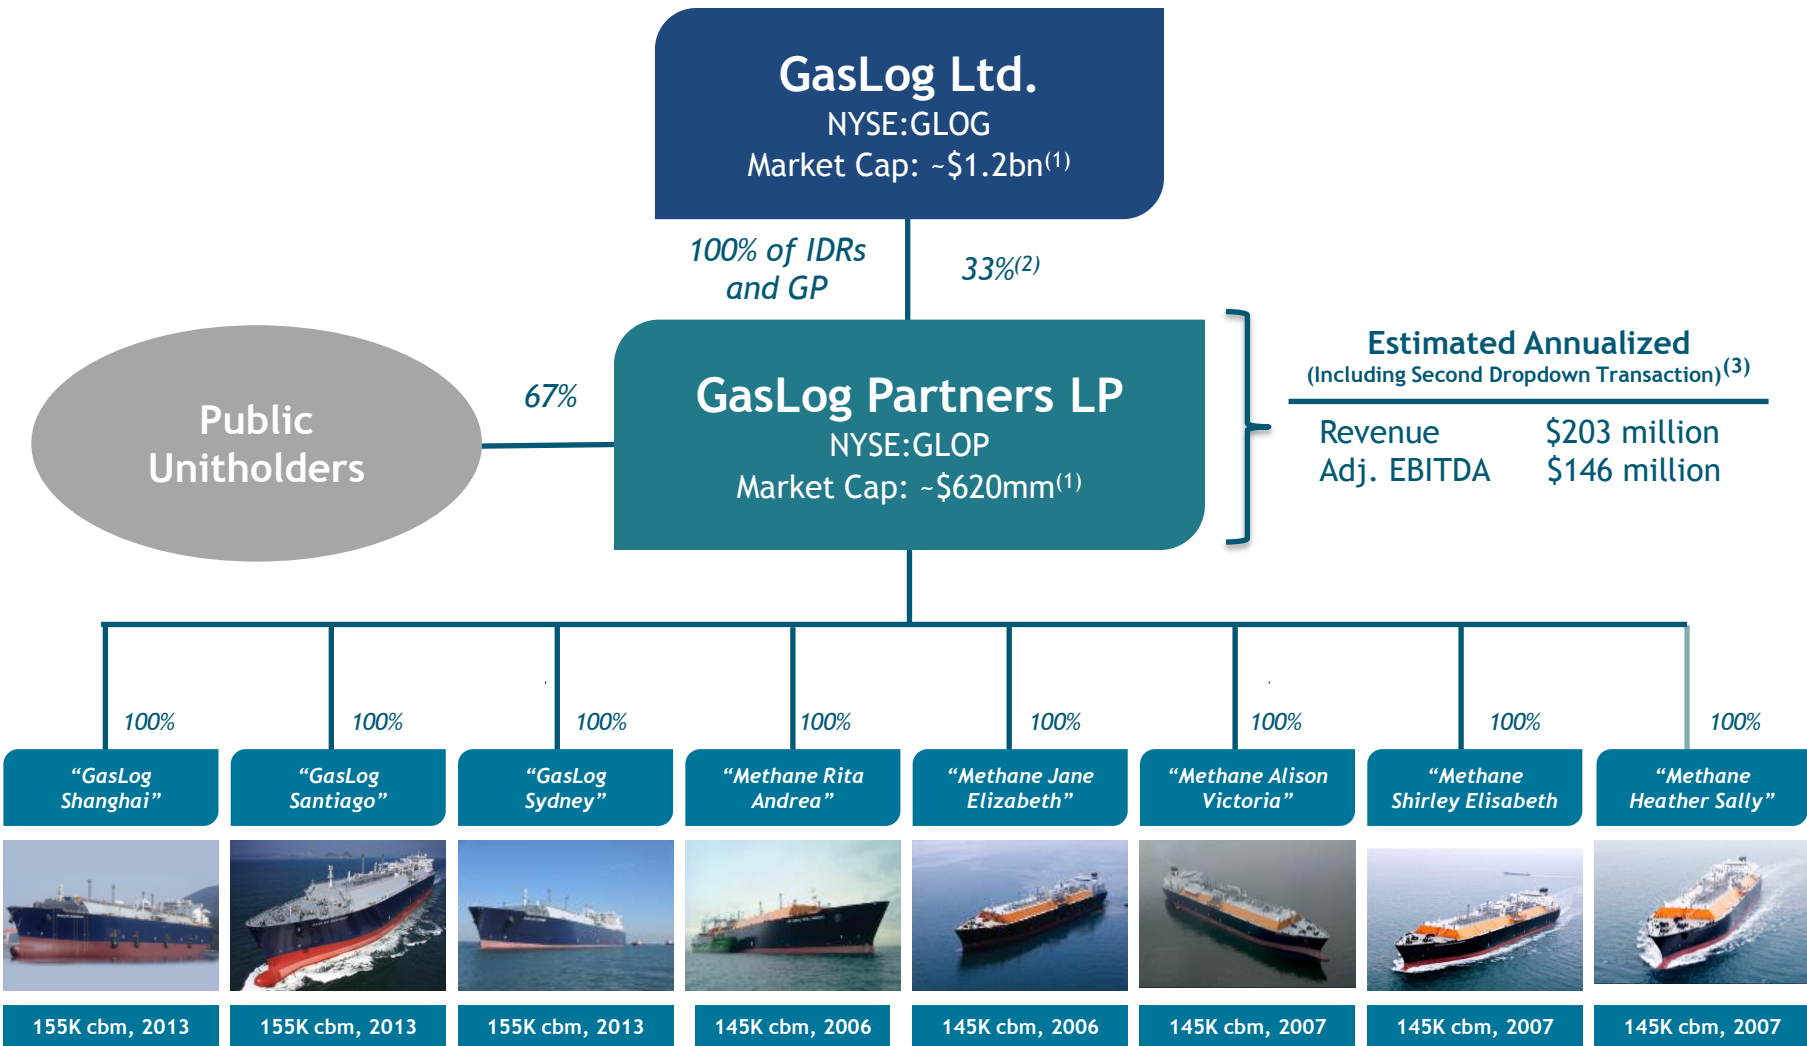 GasLog Ltd.
NYSE:GLOG
Market Cap: ~$1.2bn(1)
100% of IDRs
and GP
33%(2)
Public
Unitholders
67%
GasLog Partners LP
NYSE:GLOP
Market Cap: ~$620mm(1)
Estimated Annualized
(Including Second Dropdown Transaction)(3)
Revenue $203 million
Adj. EBITDA $146 million
100%
100%
100%
100%
100%
100%
100%
100%
“GasLog
Shanghai”
“GasLog
Santiago”
“GasLog
Sydney”
“Methane Rita
Andrea”
“Methane Jane
Elizabeth”
“Methane Alison
Victoria”
“Methane
Shirley Elisabeth
“Methane
Heather Sally”
155K cbm, 2013
155K cbm, 2013
155K cbm, 2013
145K cbm, 2006
145K cbm, 2006
145K cbm, 2007
145K cbm, 2007
145K cbm, 2007